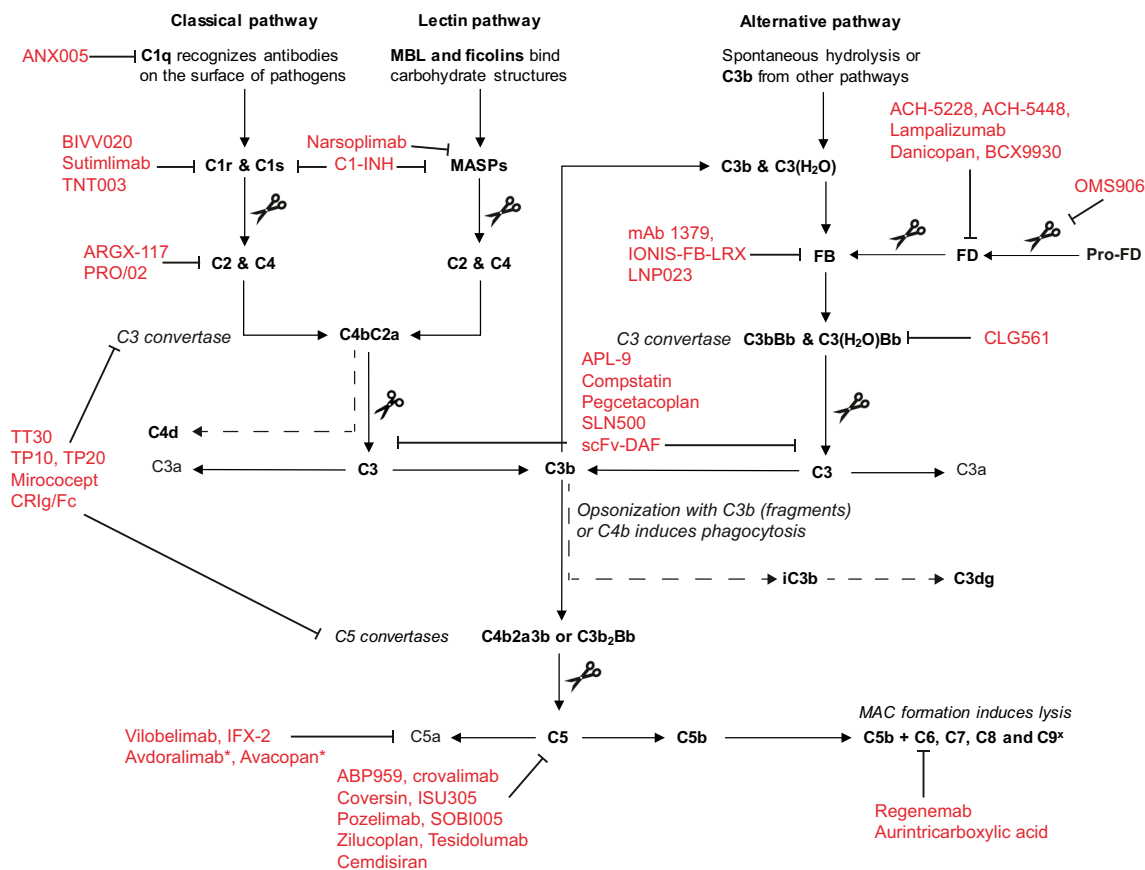 Classical pathway
Lectin pathway
Alternative pathway
ANX005
C1q recognizes antibodies
on the surface of pathogens
MBL and ficolins bind
carbohydrate structures
Spontaneous hydrolysis or
C3b from other pathways
ACH-5228, ACH-5448,
Lampalizumab
Danicopan, BCX9930
BIVV020
Sutimlimab
TNT003
C1r & C1s
Narsoplimab
C1-INH
MASPs
C3b & C3(H₂O)
OMS906
ARGX-117
PRO/02
C2 & C4
C2 & C4
mAb 1379,
IONIS-FB-LRX
LNP023
FB
FD
Pro-FD
C3 convertase
C4bC2a
C3 convertase
C3bBb & C3(H₂O)Bb
CLG561
APL-9
Compstatin
Pegcetacoplan
SLN500
scFv-DAF
TT30
TP10, TP20
Mirococept
CRIg/Fc
C4d
C3a
C3
C3b
C3
C3a
Opsonization with C3b (fragments)
or C4b induces phagocytosis
iC3b
C3dg
C5 convertases
C4b2a3b or C3b₂Bb
MAC formation induces lysis
Vilobelimab, IFX-2
Avdoralimab*, Avacopan*
C5a
C5
C5b
C5b + C6, C7, C8 and C9ˣ
ABP959, crovalimab
Coversin, ISU305
Pozelimab, SOBI005
Zilucoplan, Tesidolumab
Cemdisiran
Regenemab
Aurintricarboxylic acid